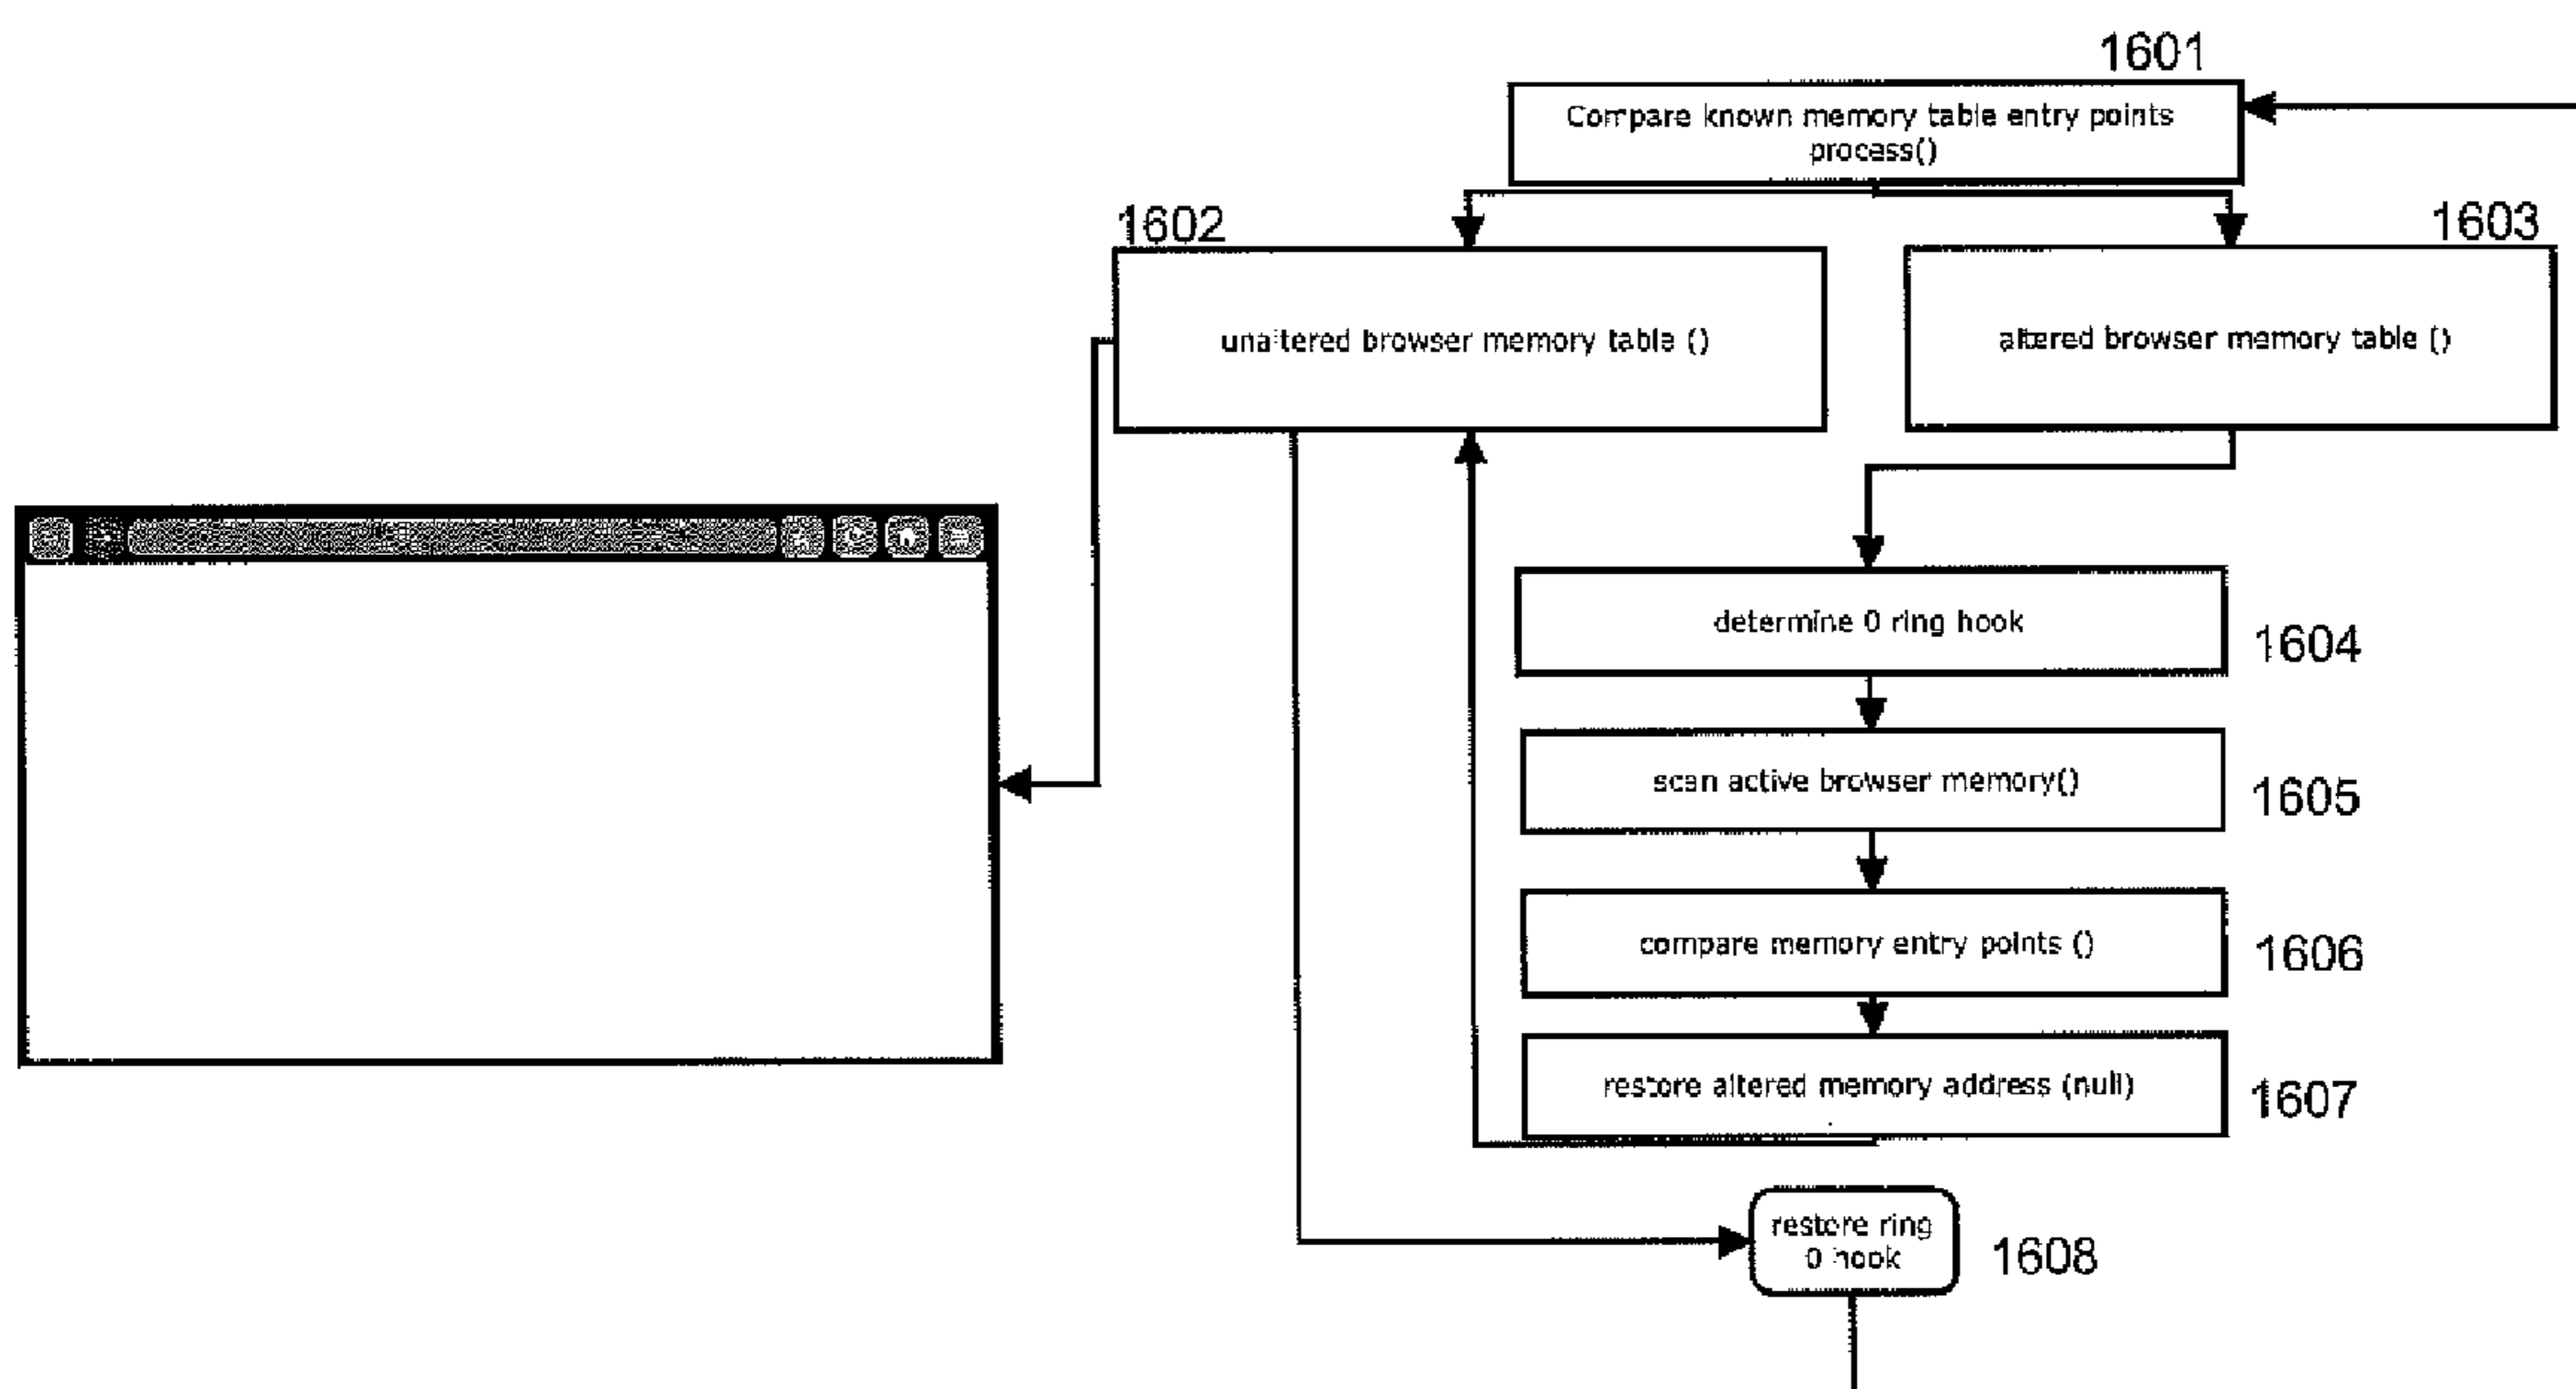 1601
Compare known memory table entry points
process()
1602
1603
unaltered browser memory table ()
altered browser memory table ()
determine 0 ring hook
1604
scan active browser memory()
1605
compare memory entry points ()
1606
restore altered memory address (null)
1607
restore ring
0 hook
1608